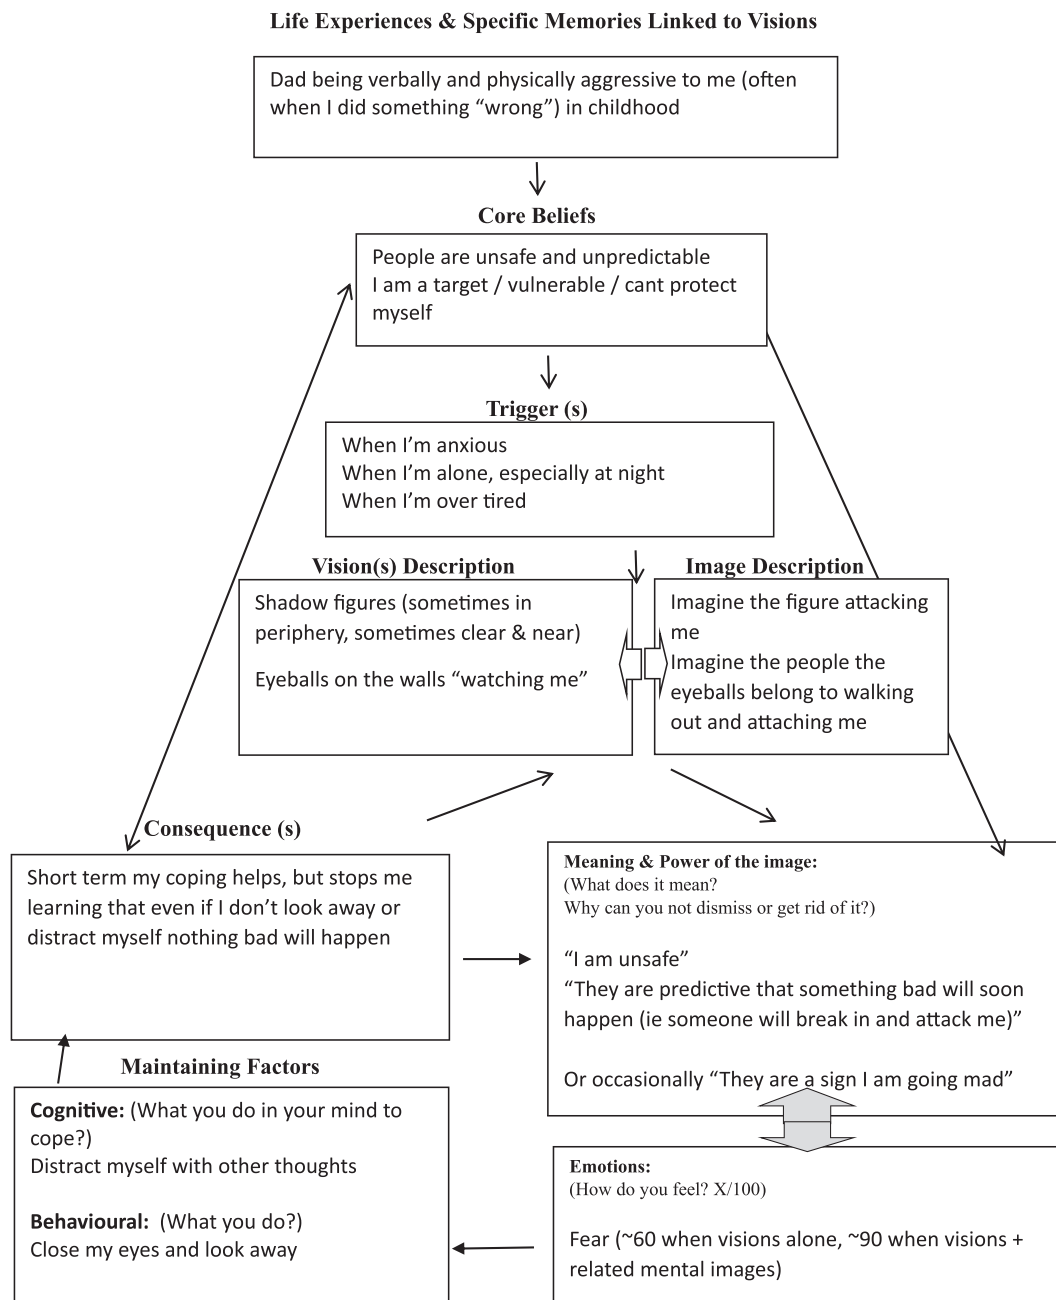 Life Experiences & Specific Memories Linked to Visions
Dad being verbally and physically aggressive to me (often
when I did something “wrong”) in childhood
Core Beliefs
People are unsafe and unpredictable
I am a target / vulnerable / cant protect
myself
Trigger (s)
When I’m anxious
When I’m alone, especially at night
When I’m over tired
Vision(s) Description
Shadow figures (sometimes in
periphery, sometimes clear & near)
Eyeballs on the walls “watching me”
Image Description
Imagine the figure attacking
me
Imagine the people the
eyeballs belong to walking
out and attaching me
Consequence (s)
Short term my coping helps, but stops me
learning that even if I don’t look away or
distract myself nothing bad will happen
Meaning & Power of the image:
(What does it mean?
Why can you not dismiss or get rid of it?)
“I am unsafe”
“They are predictive that something bad will soon
happen (ie someone will break in and attack me)”
Or occasionally “They are a sign I am going mad”
Maintaining Factors
Cognitive: (What you do in your mind to
cope?)
Distract myself with other thoughts
Behavioural: (What you do?)
Close my eyes and look away
Emotions:
(How do you feel? X/100)
Fear (~60 when visions alone, ~90 when visions +
related mental images)